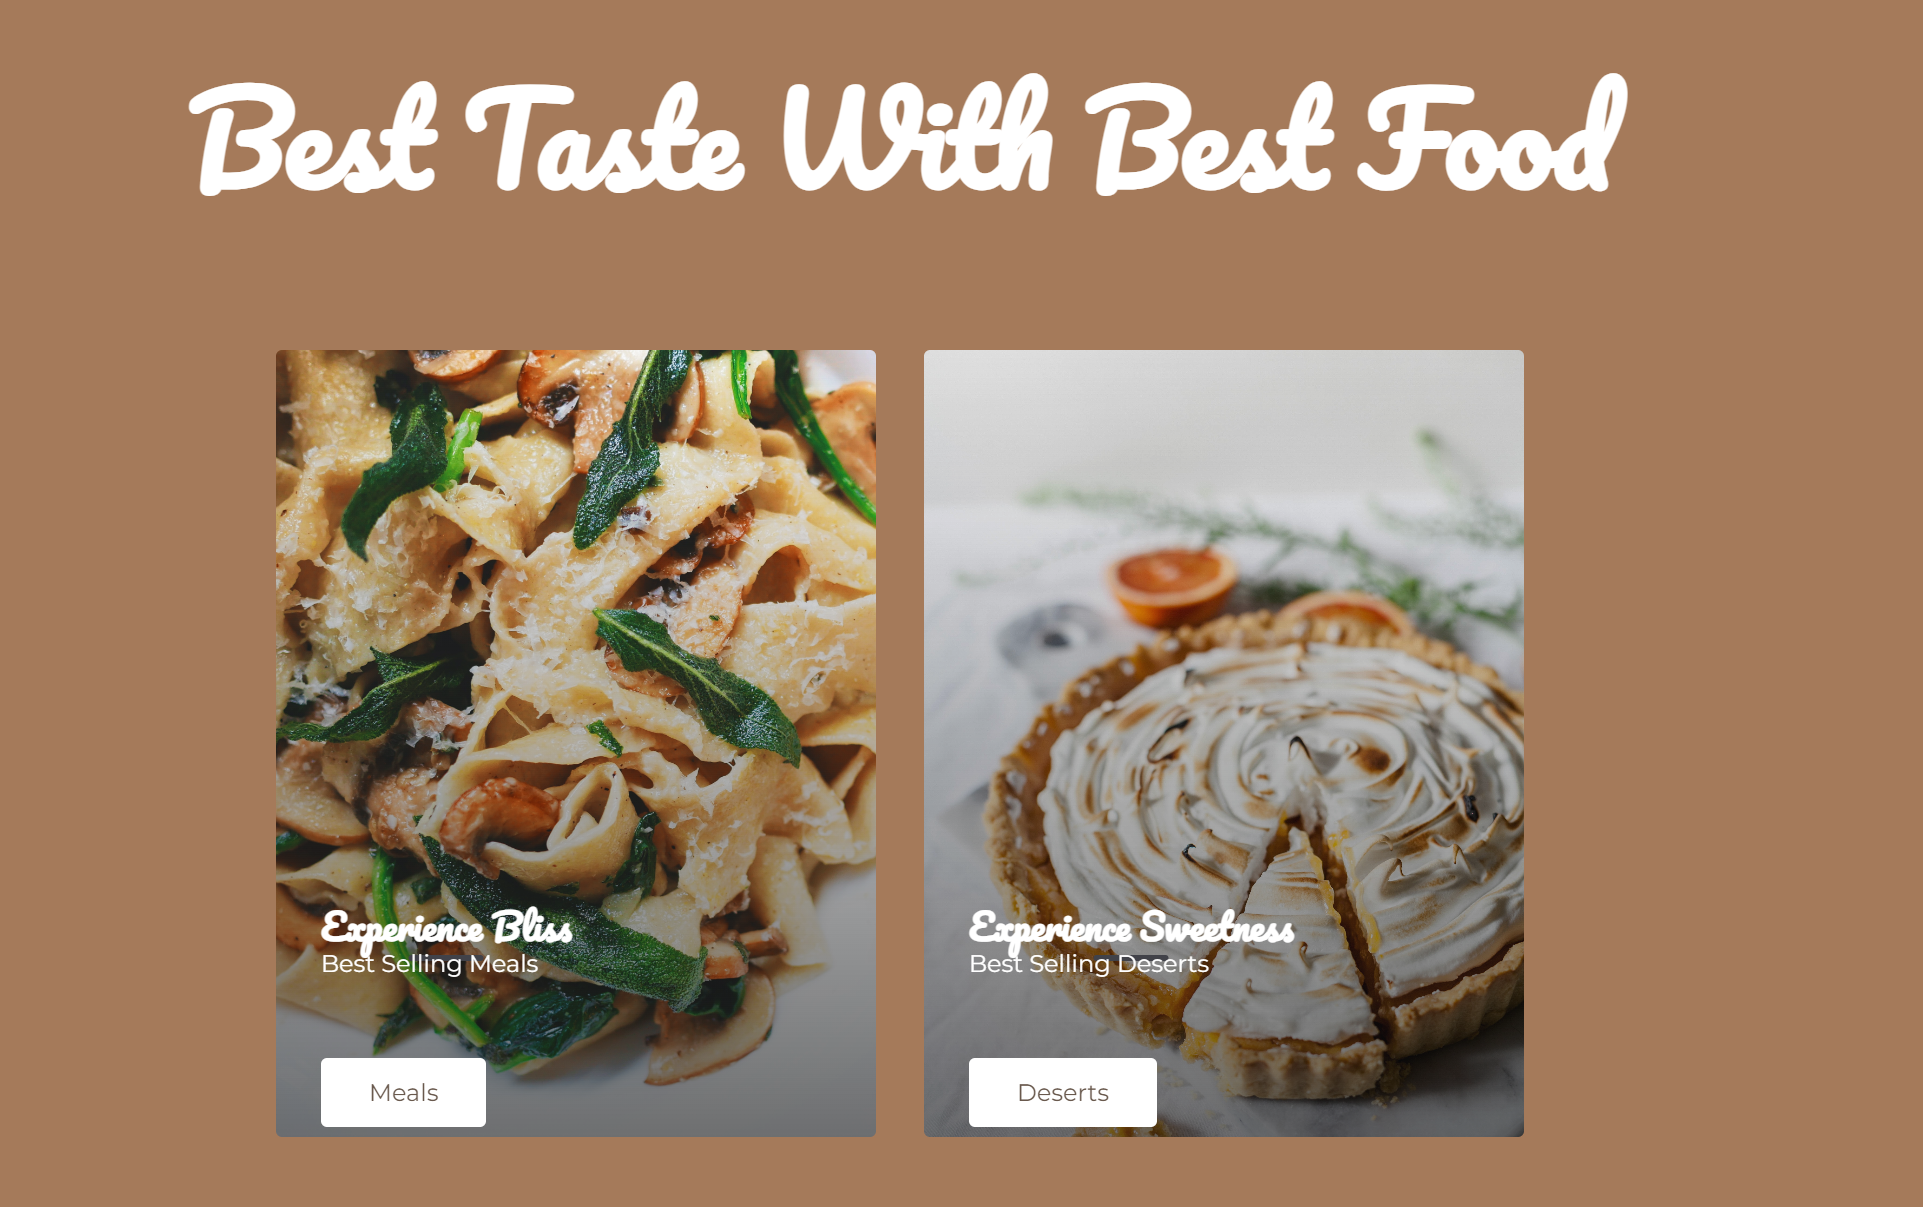 Best Taste With Best Food
Experience Bliss
Best Selling Meals
Meals
Experience Sweetness
Best Selling Deserts
Deserts